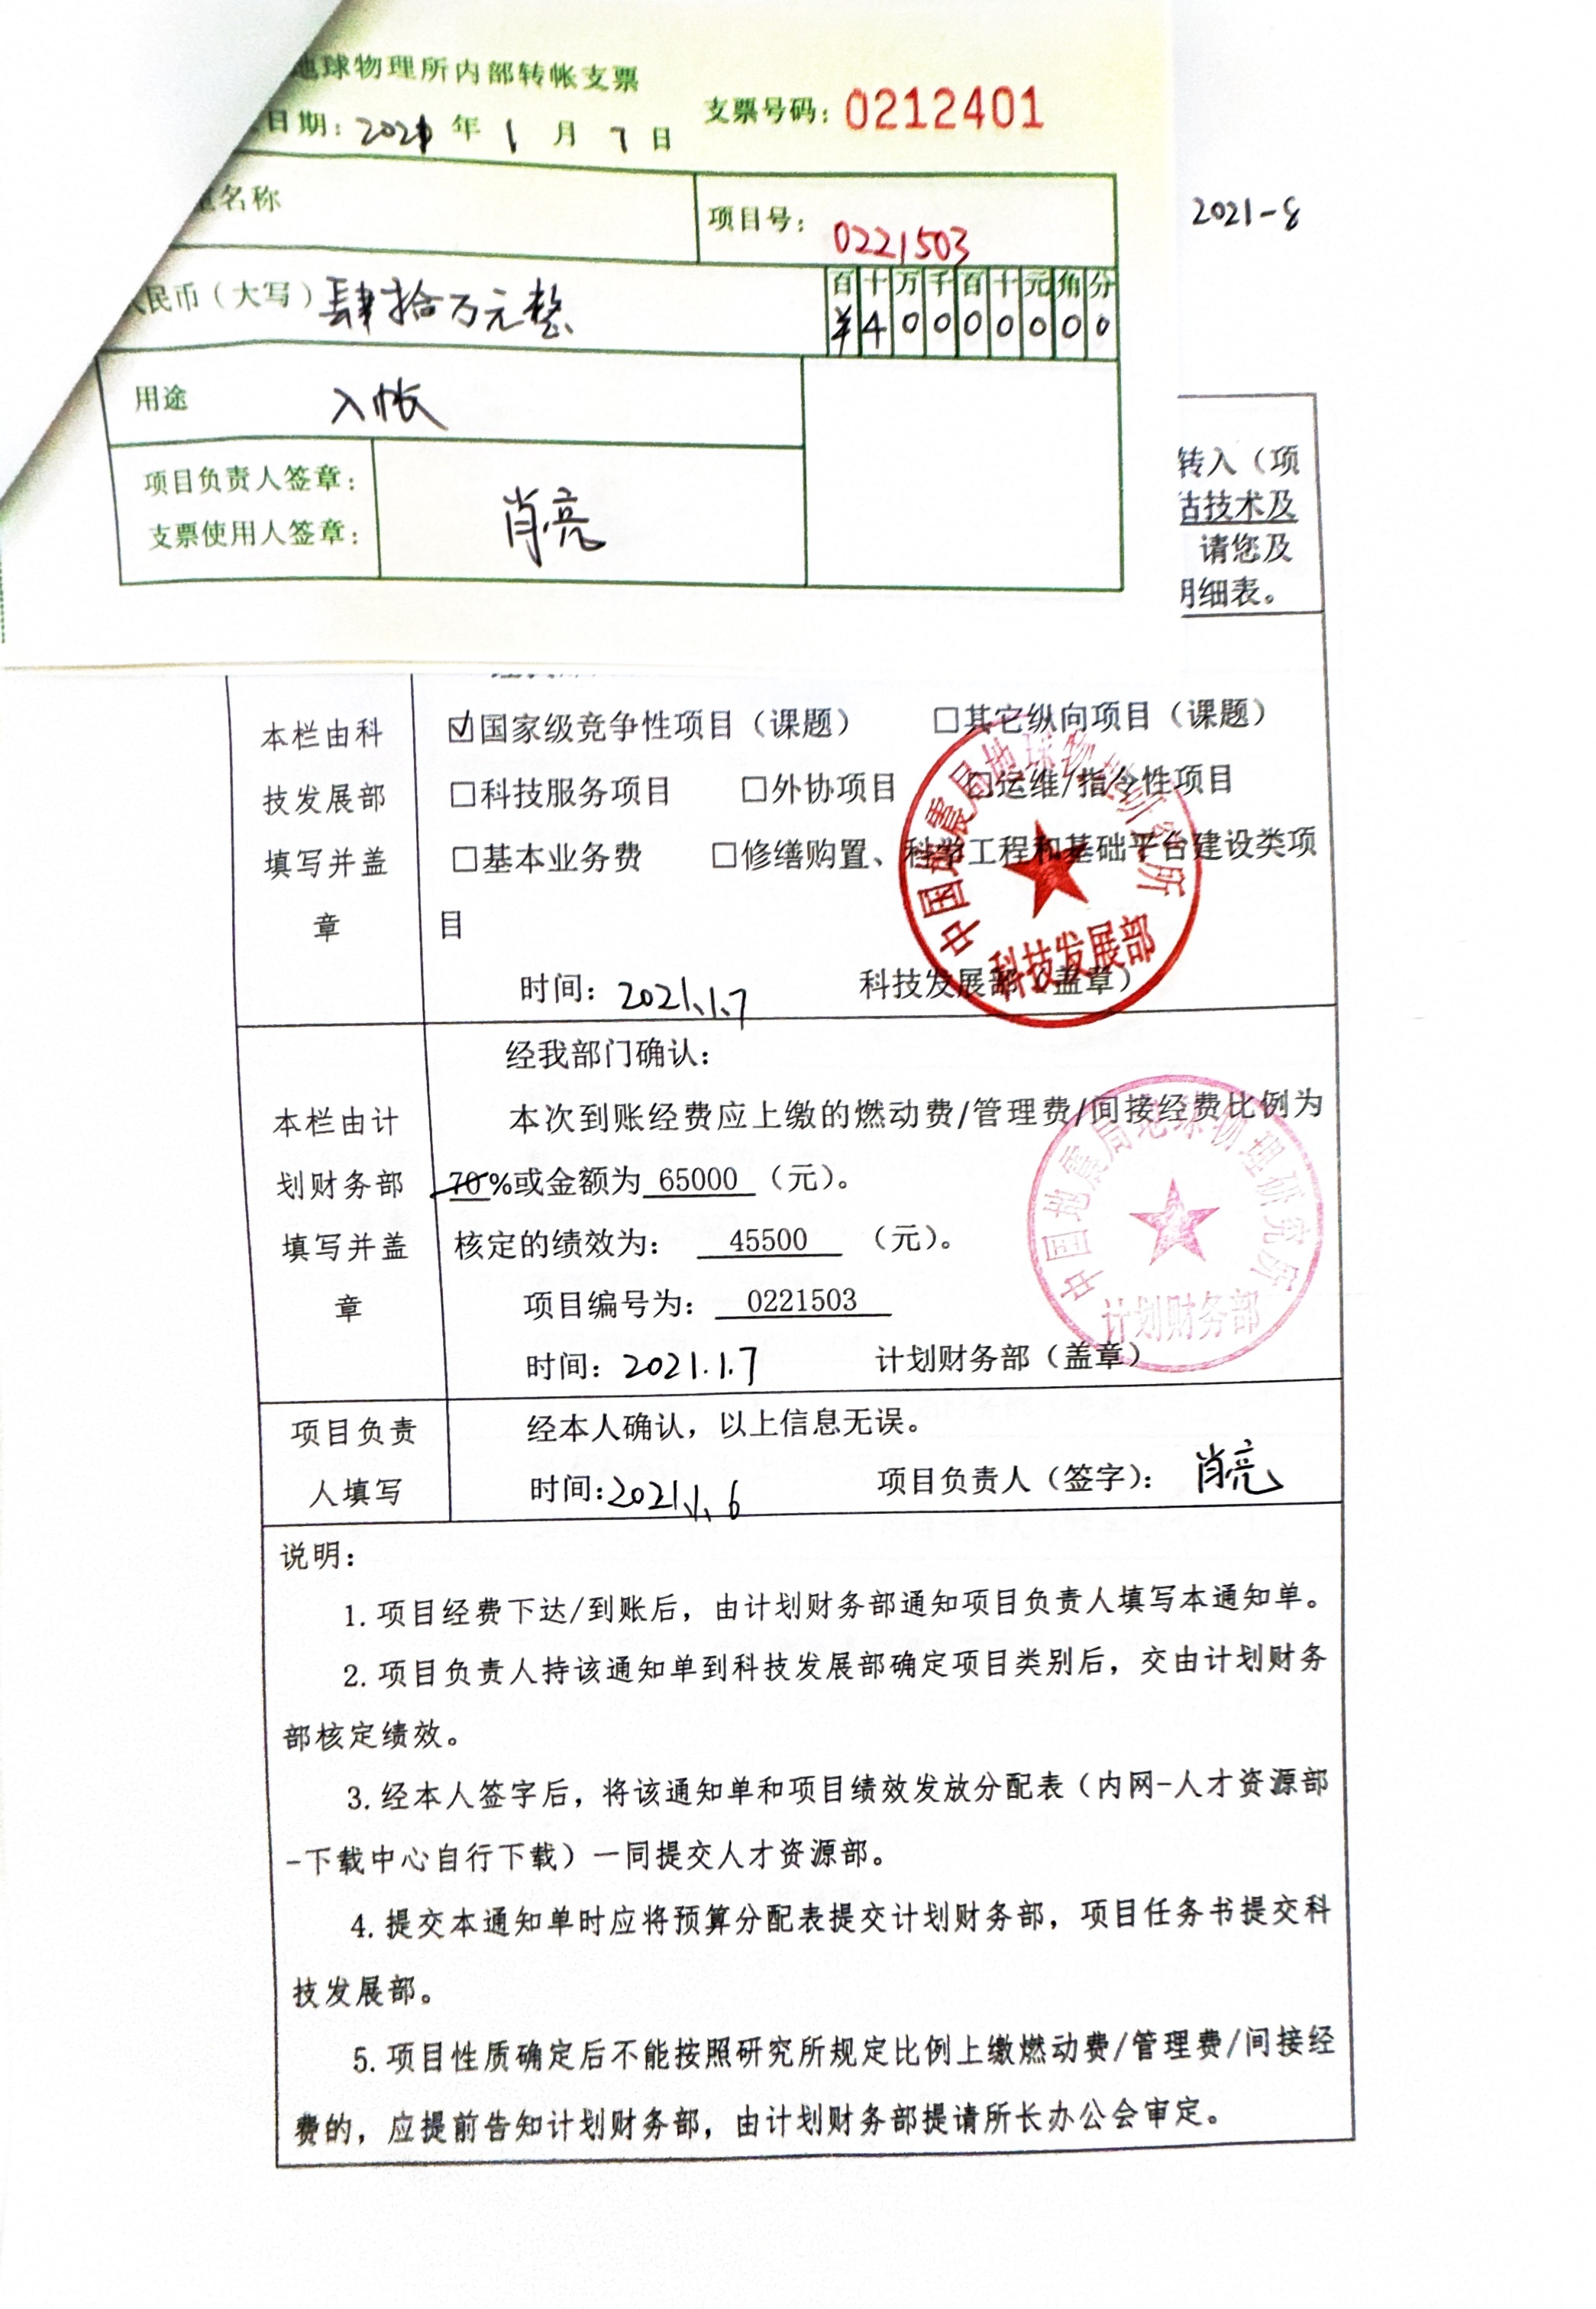 地球物理所内部转帐支票
日期：2021年1月7日
支票号码：0212401
名称
项目号：0221503
2021-8
民币（大写）肆拾万元整
百十万千百十元角分
¥40000000
用途 入帐
项目负责人签章：
支票使用人签章：
肖亮
转入（项
估技术及
请您及
明细表。
本栏由科技发展部填写并盖章
☑国家级竞争性项目（课题） □其它纵向项目（课题）
□科技服务项目 □外协项目 □运维/指令性项目
□基本业务费 □修缮购置、科学工程和基础平台建设类项
目
时间：2021.1.7 科技发展部（盖章）
中国地震局地球物理研究所
科技发展部
本栏由计划财务部填写并盖章
经我部门确认：
本次到账经费应上缴的燃动费/管理费/间接经费比例为
70%或金额为 65000 （元）。
核定的绩效为： 45500 （元）。
项目编号为： 0221503
时间：2021.1.7 计划财务部（盖章）
中国地震局地球物理研究所
计划财务部
项目负责人填写
经本人确认，以上信息无误。
时间：2021.1.6 项目负责人（签字）：肖亮
说明：
1.项目经费下达/到账后，由计划财务部通知项目负责人填写本通知单。
2.项目负责人持该通知单到科技发展部确定项目类别后，交由计划财务
部核定绩效。
3.经本人签字后，将该通知单和项目绩效发放分配表（内网-人才资源部
-下载中心自行下载）一同提交人才资源部。
4.提交本通知单时应将预算分配表提交计划财务部，项目任务书提交科
技发展部。
5.项目性质确定后不能按照研究所规定比例上缴燃动费/管理费/间接经
费的，应提前告知计划财务部，由计划财务部提请所长办公会审定。